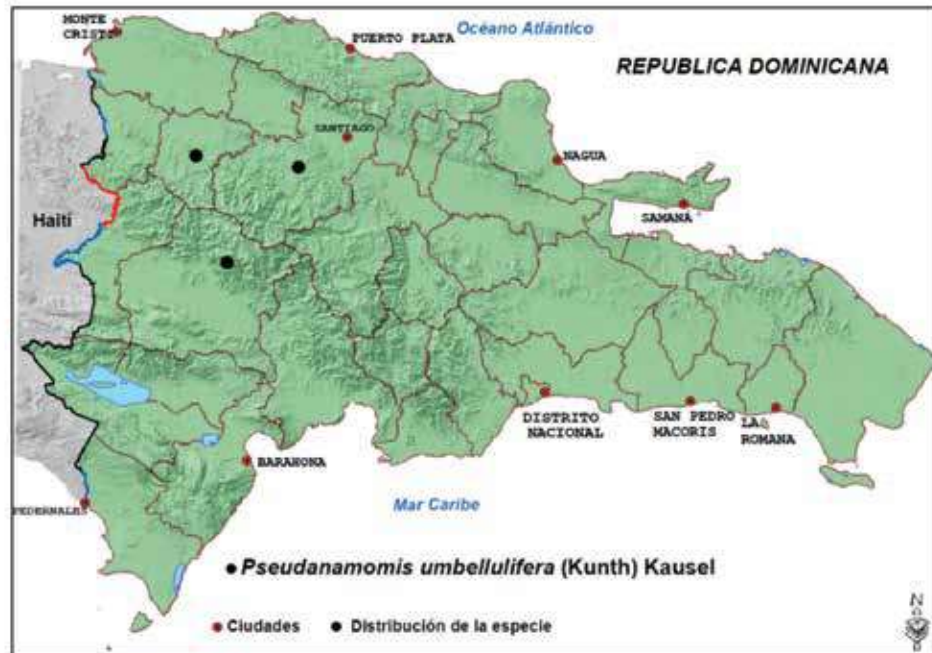 MONTE
CRISTI
Océano Atlántico
PUERTO PLATA
REPUBLICA DOMINICANA
SANTIAGO
NAGUA
Haití
SAMANÁ
DISTRITO
NACIONAL
SAN PEDRO
MACORIS
LA
ROMANA
BARAHONA
PEDERNALES
Mar Caribe
Pseudanamomis umbellulifera (Kunth) Kausel
Ciudades
Distribución de la especie
N